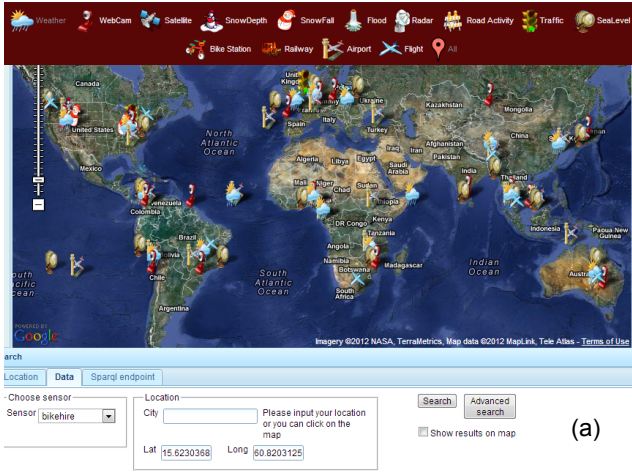 Weather WebCam Satellite SnowDepth SnowFall Flood Radar Road Activity Traffic SeaLevel
Bike Station Railway Airport Flight All
Canada
United States
Mexico
North Atlantic Ocean
Spain
Italy
Ukraine
Turkey
Kazakhstan
Mongolia
China
Afghanistan
Pakistan
Iraq
Iran
Algeria
Libya
Egypt
Saudi Arabia
India
Thailand
Mali
Niger
Chad
Sudan
Ethiopia
Venezuela
Colombia
DR Congo
Kenya
Tanzania
Indonesia
Papua New Guinea
Brazil
Bolivia
Angola
Namibia
Botswana
Madagascar
Chile
South Atlantic Ocean
South Africa
Indian Ocean
Argentina
POWERED BY
Google
Imagery ©2012 NASA, TerraMetrics, Map data ©2012 MapLink, Tele Atlas - Terms of Use
arch
Location Data Sparql endpoint
Choose sensor
Sensor bikehire
Location
City
Please input your location
or you can click on the
map
Lat 15.6230368 Long 60.8203125
Search
Advanced
search
Show results on map
(a)